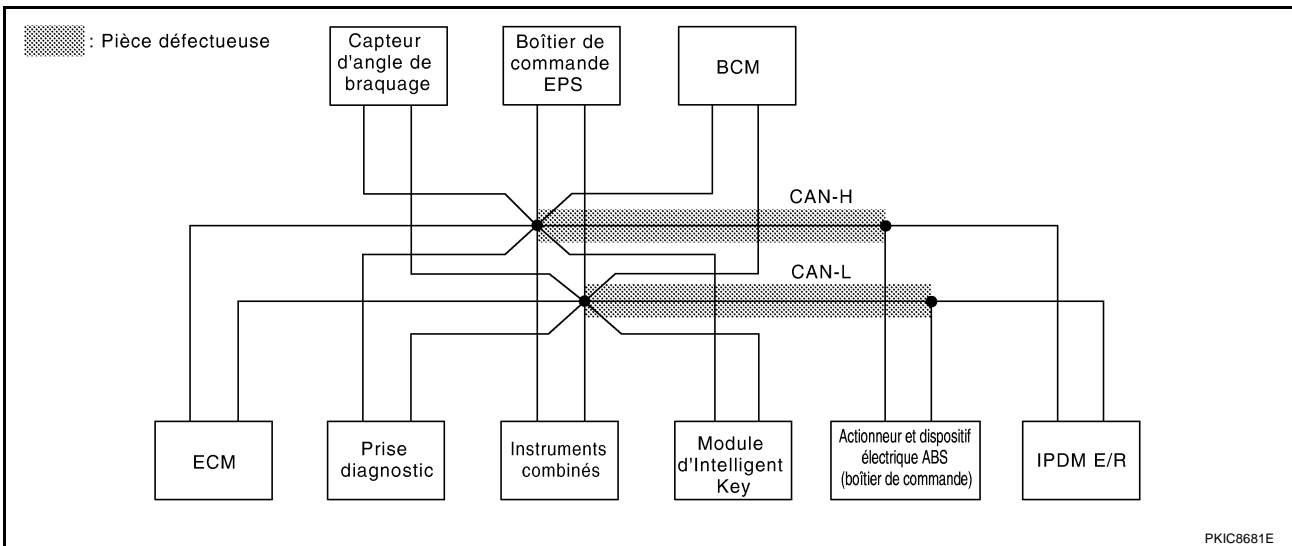 : Pièce défectueuse
Capteur
d'angle de
braquage
Boîtier de
commande
EPS
BCM
CAN-H
CAN-L
ECM
Prise
diagnostic
Instruments
combinés
Module
d'Intelligent
Key
Actionneur et dispositif
électrique ABS
(boîtier de commande)
IPDM E/R
PKIC8681E